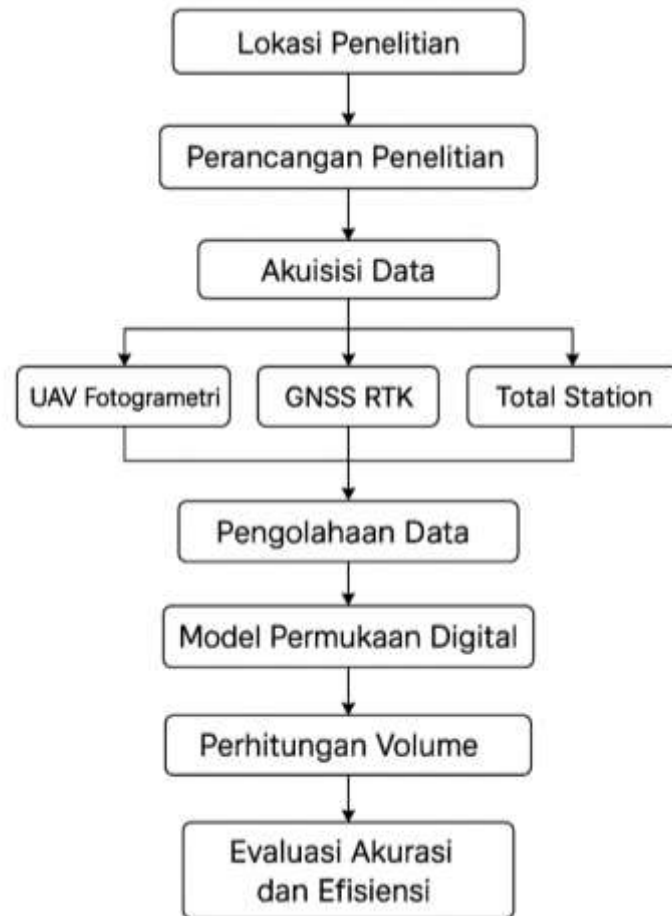 Lokasi Penelitian
Perancangan Penelitian
Akuisisi Data
UAV Fotogrametri
GNSS RTK
Total Station
Pengolahaan Data
Model Permukaan Digital
Perhitungan Volume
Evaluasi Akurasi
dan Efisiensi